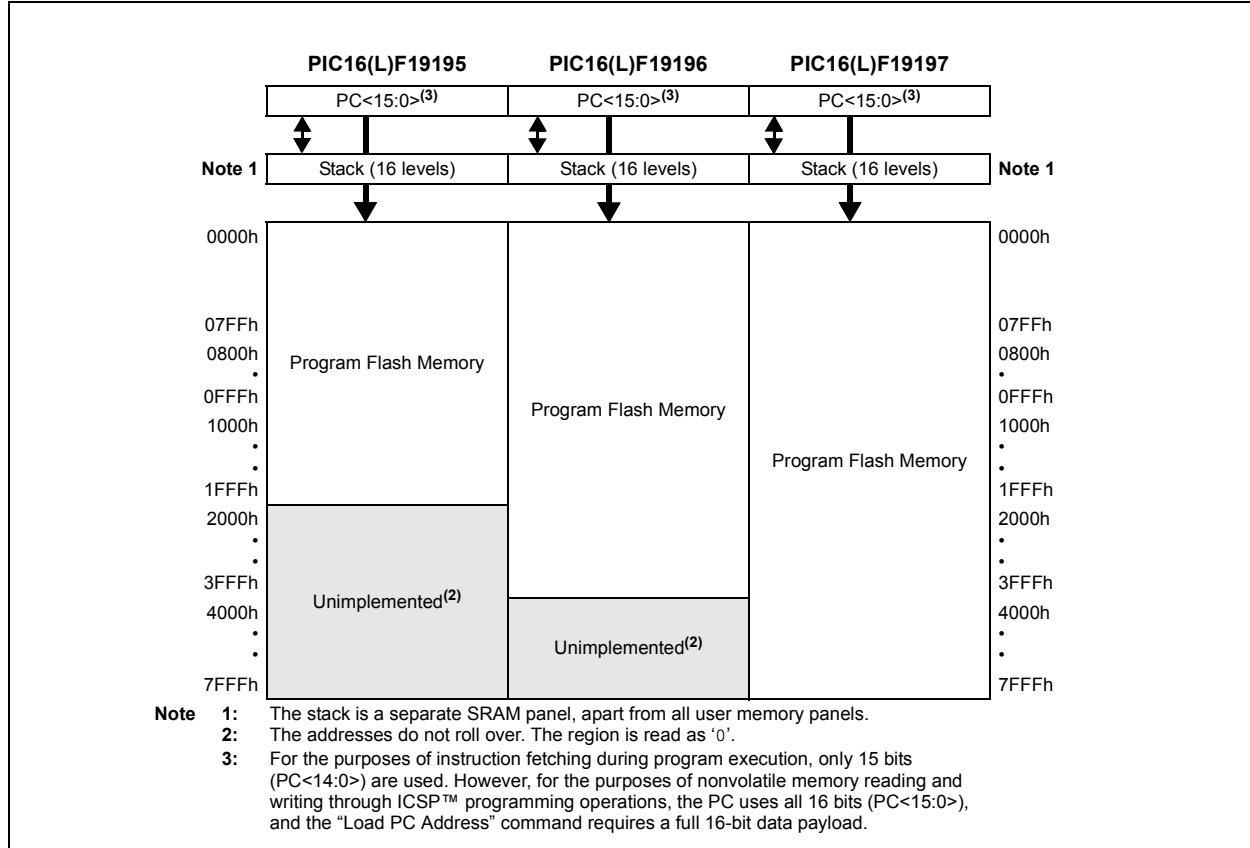 PIC16(L)F19195 PIC16(L)F19196 PIC16(L)F19197
PC<15:0>(3) PC<15:0>(3) PC<15:0>(3)
Note 1 Stack (16 levels) Stack (16 levels) Stack (16 levels) Note 1
0000h 0000h
07FFh 07FFh
0800h 0800h
Program Flash Memory
0FFFh 0FFFh
Program Flash Memory
1000h 1000h
Program Flash Memory
1FFFh 1FFFh
2000h 2000h
3FFFh 3FFFh
Unimplemented(2)
4000h 4000h
Unimplemented(2)
7FFFh 7FFFh
Note 1: The stack is a separate SRAM panel, apart from all user memory panels.
2: The addresses do not roll over. The region is read as ‘0’.
3: For the purposes of instruction fetching during program execution, only 15 bits
(PC<14:0>) are used. However, for the purposes of nonvolatile memory reading and
writing through ICSP™ programming operations, the PC uses all 16 bits (PC<15:0>),
and the “Load PC Address” command requires a full 16-bit data payload.